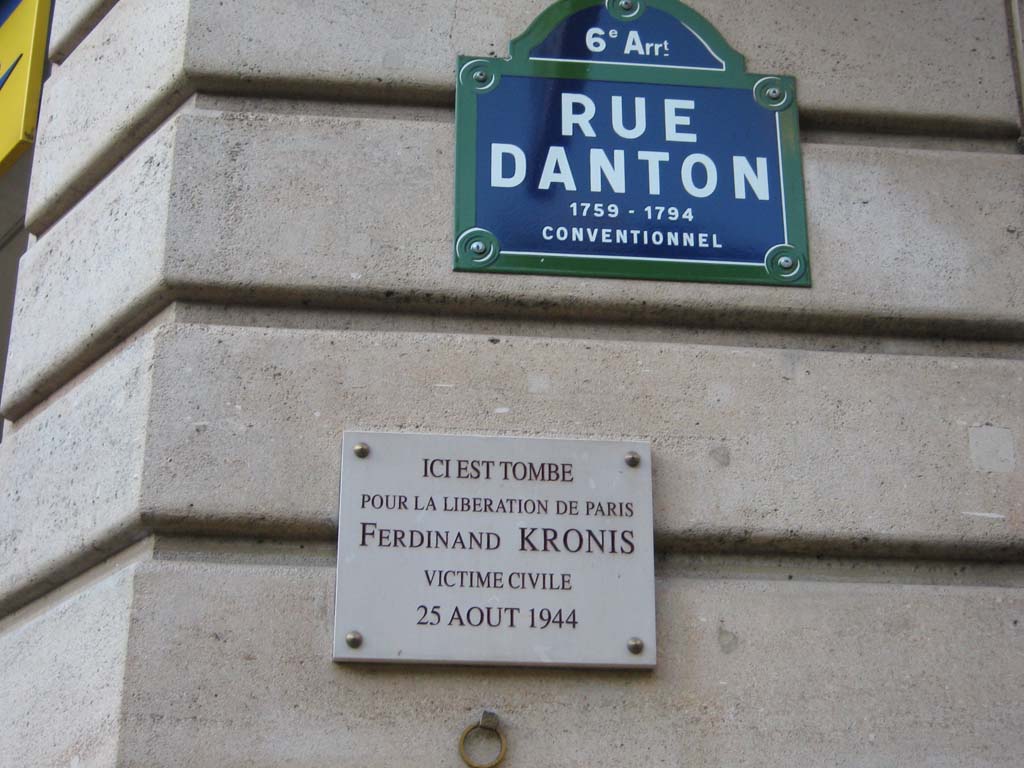 6e Arrt
RUE
DANTON
1759 - 1794
CONVENTIONNEL
ICI EST TOMBE
POUR LA LIBERATION DE PARIS
FERDINAND KRONIS
VICTIME CIVILE
25 AOUT 1944